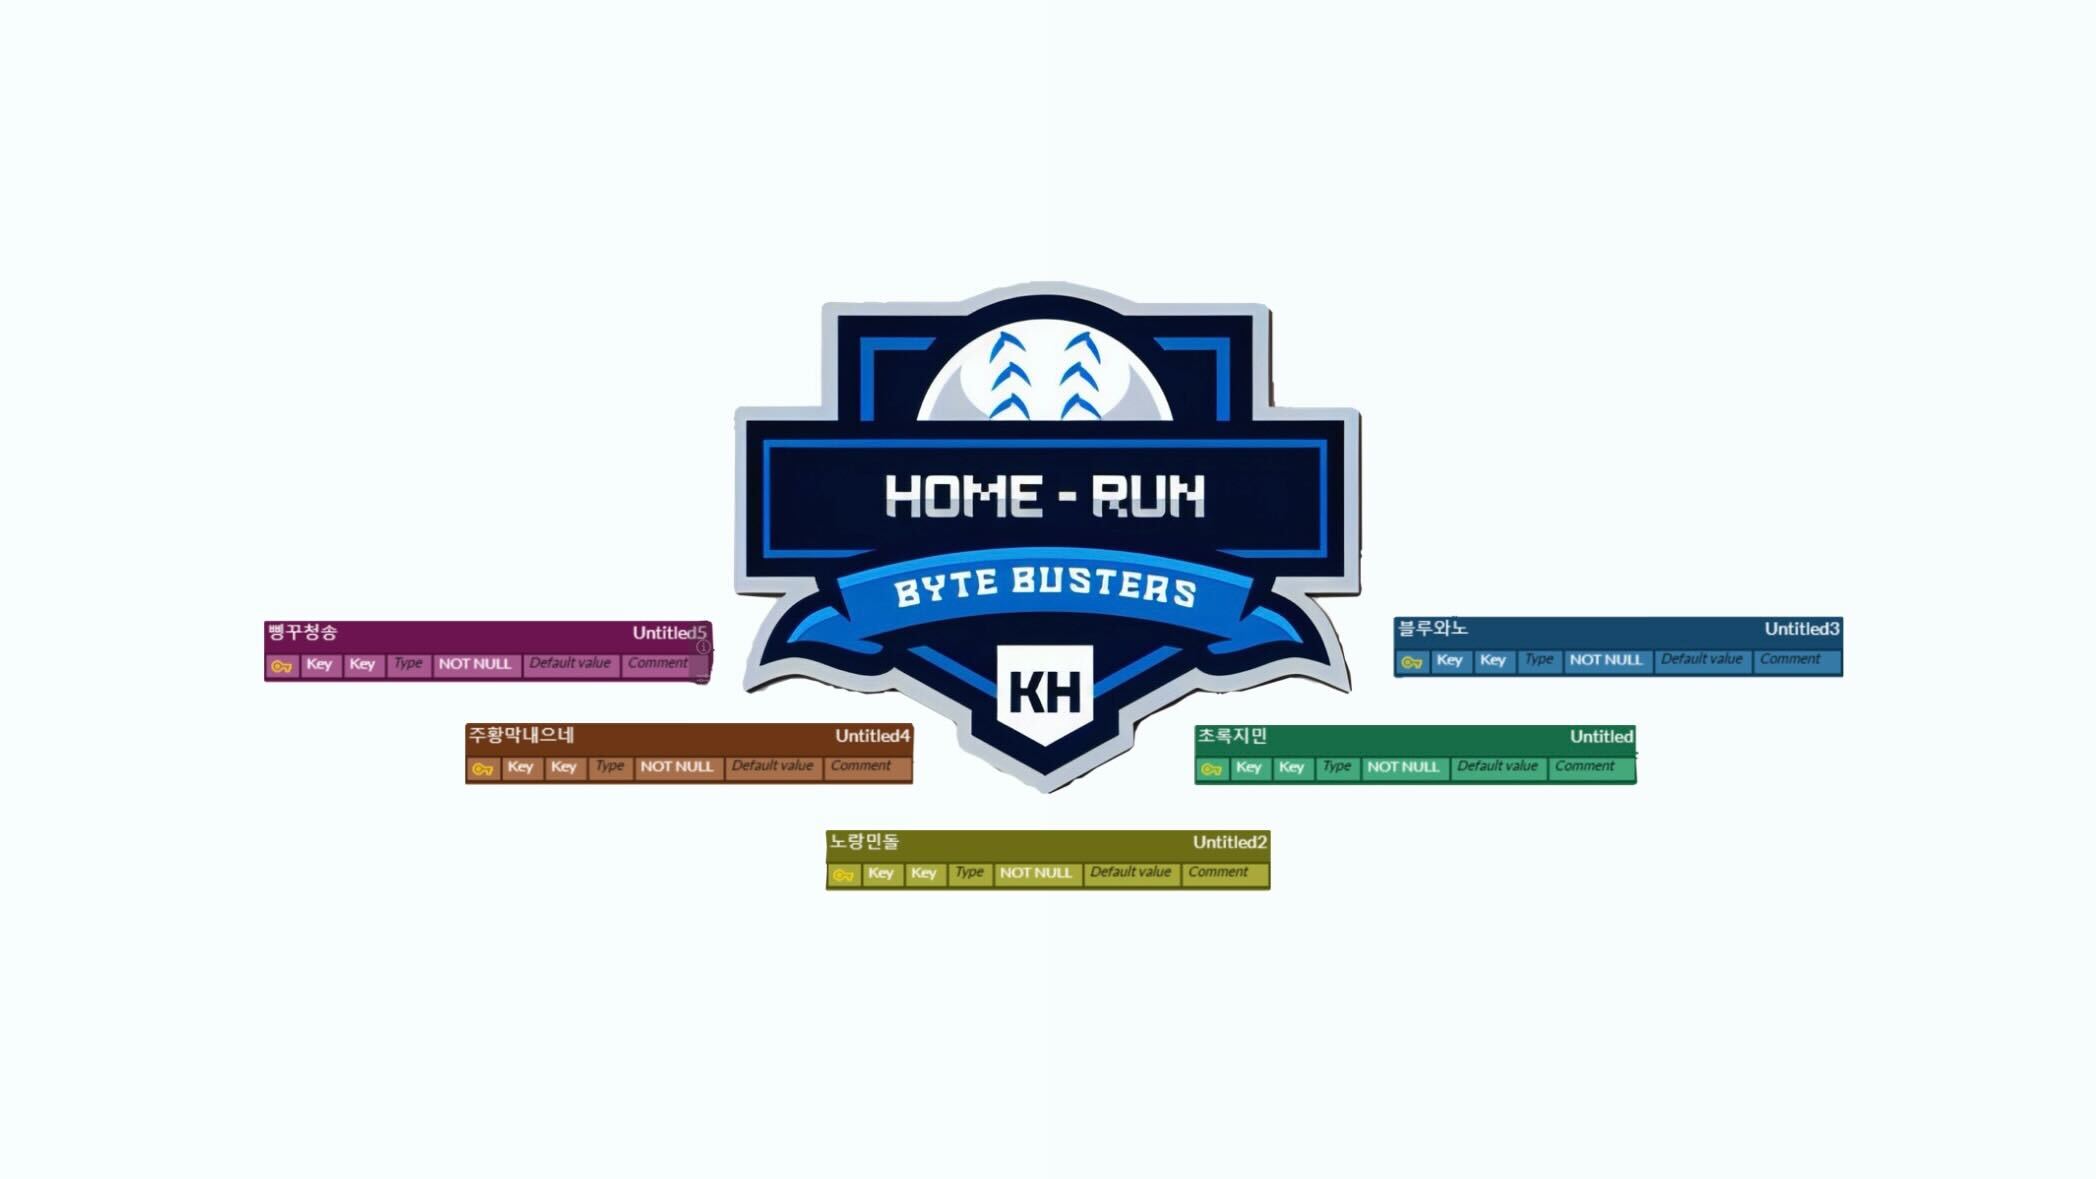 HOME - RUN
BYTE BUSTERS
KH
삥꾸청송 Untitled5
Key Key Type NOT NULL Default value Comment
블루와노 Untitled3
Key Key Type NOT NULL Default value Comment
주황막내으네 Untitled4
Key Key Type NOT NULL Default value Comment
초록지민 Untitled
Key Key Type NOT NULL Default value Comment
노랑민돌 Untitled2
Key Key Type NOT NULL Default value Comment